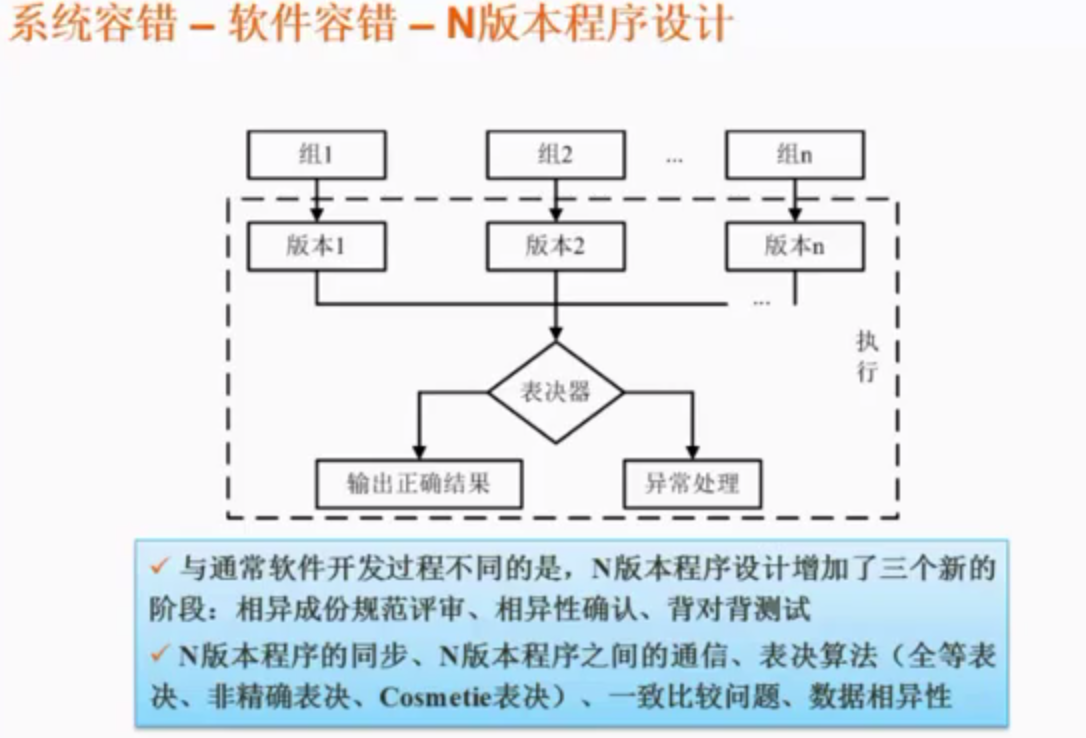 系统容错 – 软件容错 – N版本程序设计
组1 组2 ... 组n
版本1 版本2 版本n
...
执
行
表决器
输出正确结果 异常处理
✓ 与通常软件开发过程不同的是，N版本程序设计增加了三个新的
阶段：相异成份规范评审、相异性确认、背对背测试
✓ N版本程序的同步、N版本程序之间的通信、表决算法（全等表
决、非精确表决、Cosmetie表决）、一致比较问题、数据相异性